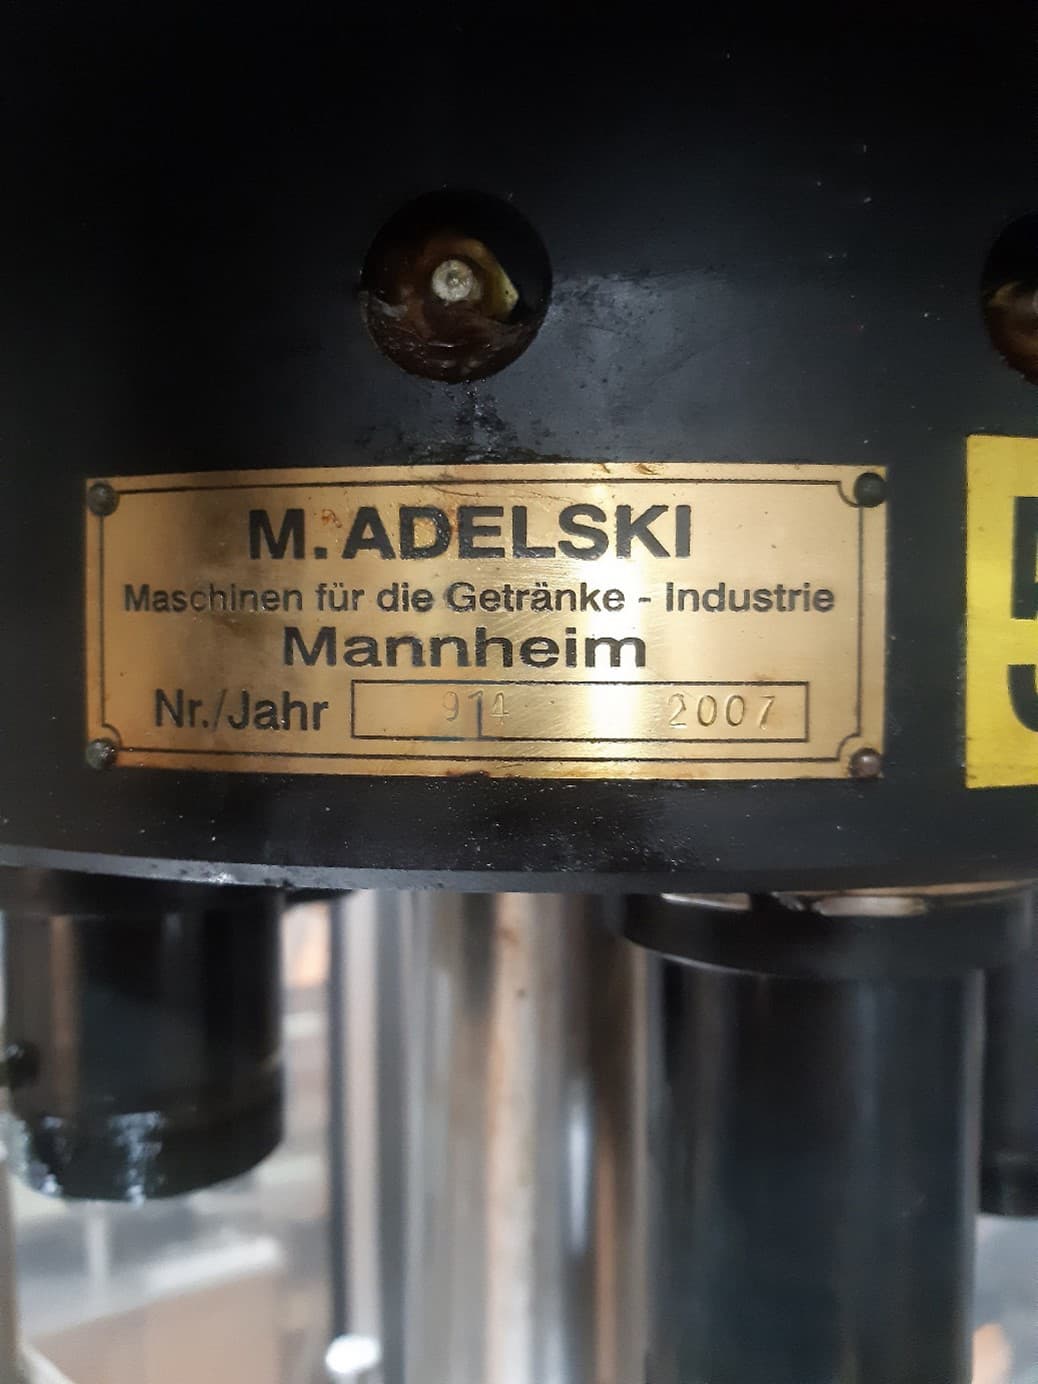 M. ADELSKI
Maschinen für die Getränke - Industrie
Mannheim
Nr./Jahr 914 2007